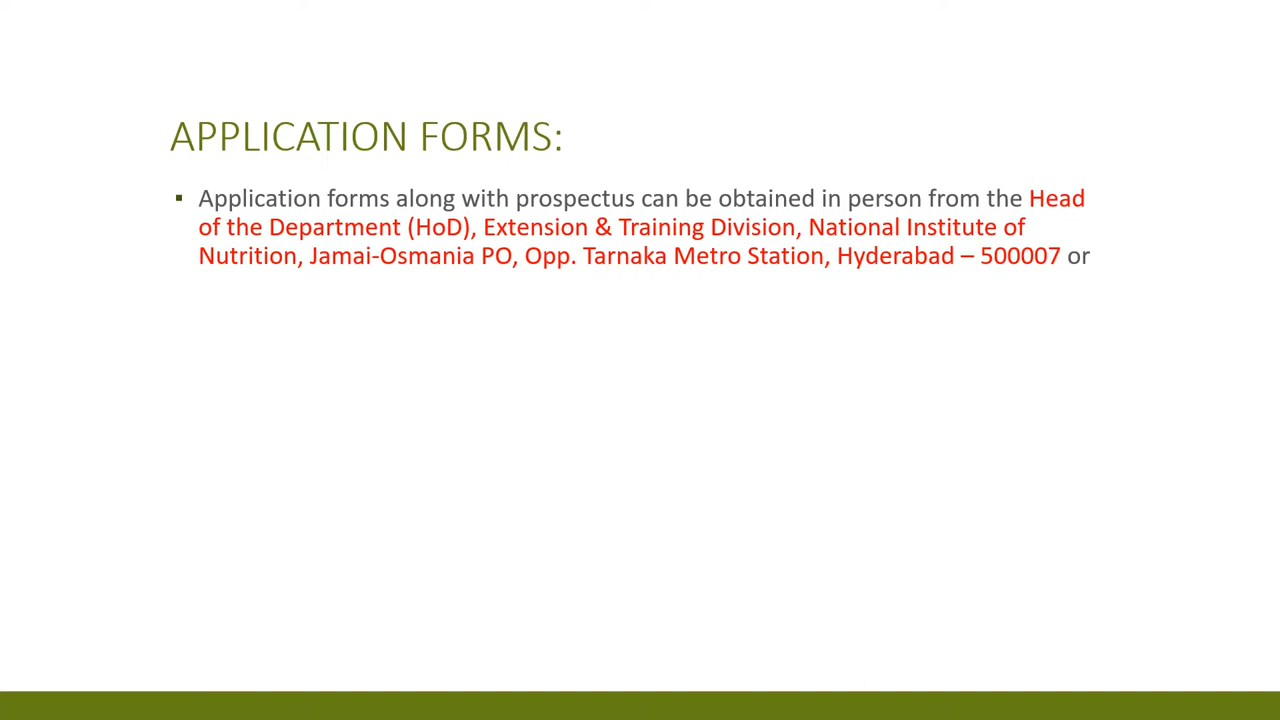 APPLICATION FORMS:
▪ Application forms along with prospectus can be obtained in person from the Head
of the Department (HoD), Extension & Training Division, National Institute of
Nutrition, Jamai-Osmania PO, Opp. Tarnaka Metro Station, Hyderabad – 500007 or